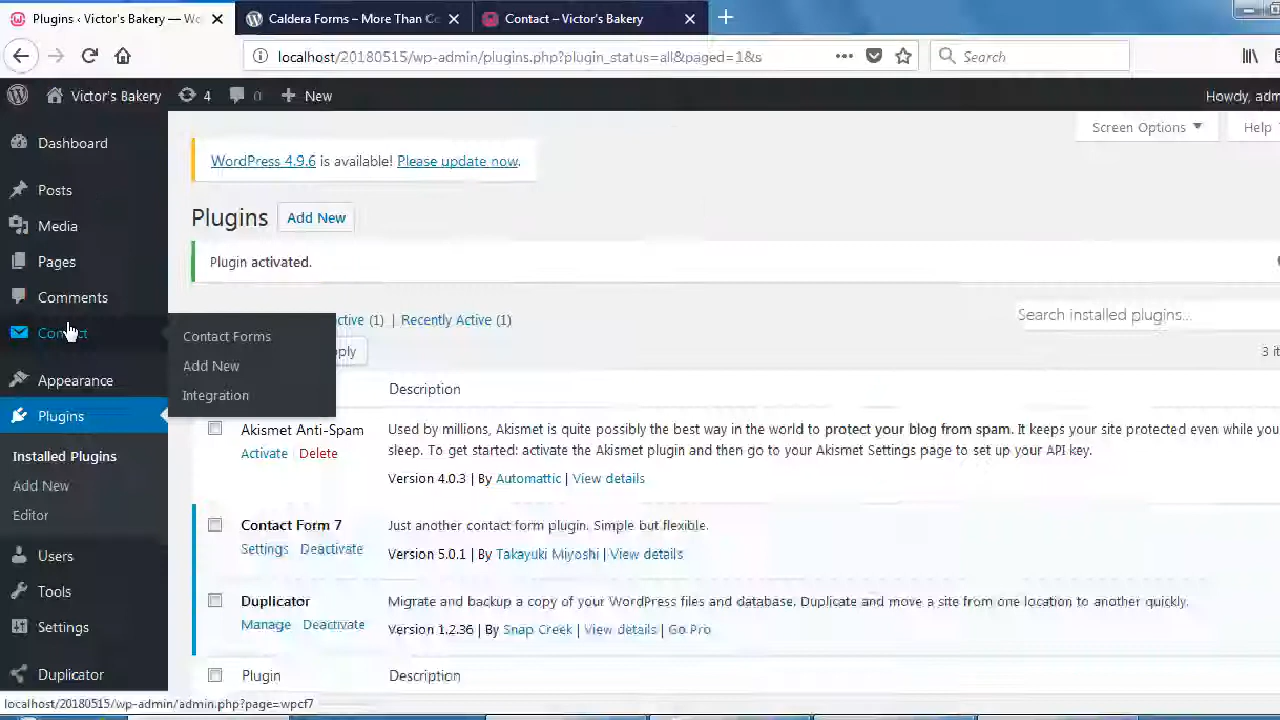 Plugins ‹ Victor's Bakery — Wo
Caldera Forms – More Than Co
Contact – Victor's Bakery
localhost/20180515/wp-admin/plugins.php?plugin_status=all&paged=1&s
Search
Victor's Bakery
4
0
New
Howdy, adm
Dashboard
Posts
Media
Pages
Comments
Contact
Contact Forms
Add New
Integration
Appearance
Plugins
Installed Plugins
Add New
Editor
Users
Tools
Settings
Duplicator
Screen Options
Help
WordPress 4.9.6 is available! Please update now.
Plugins
Add New
Plugin activated.
(1) | Recently Active (1)
Search installed plugins...
3 it
Description
Akismet Anti-Spam
Activate | Delete
Used by millions, Akismet is quite possibly the best way in the world to protect your blog from spam. It keeps your site protected even while you
sleep. To get started: activate the Akismet plugin and then go to your Akismet Settings page to set up your API key.
Version 4.0.3 | By Automattic | View details
Contact Form 7
Settings Deactivate
Just another contact form plugin. Simple but flexible.
Version 5.0.1 | By Takayuki Miyoshi | View details
Duplicator
Manage Deactivate
Migrate and backup a copy of your WordPress files and database. Duplicate and move a site from one location to another quickly.
Version 1.2.36 | By Snap Creek | View details | Go Pro
Plugin
Description
localhost/20180515/wp-admin/admin.php?page=wpcf7